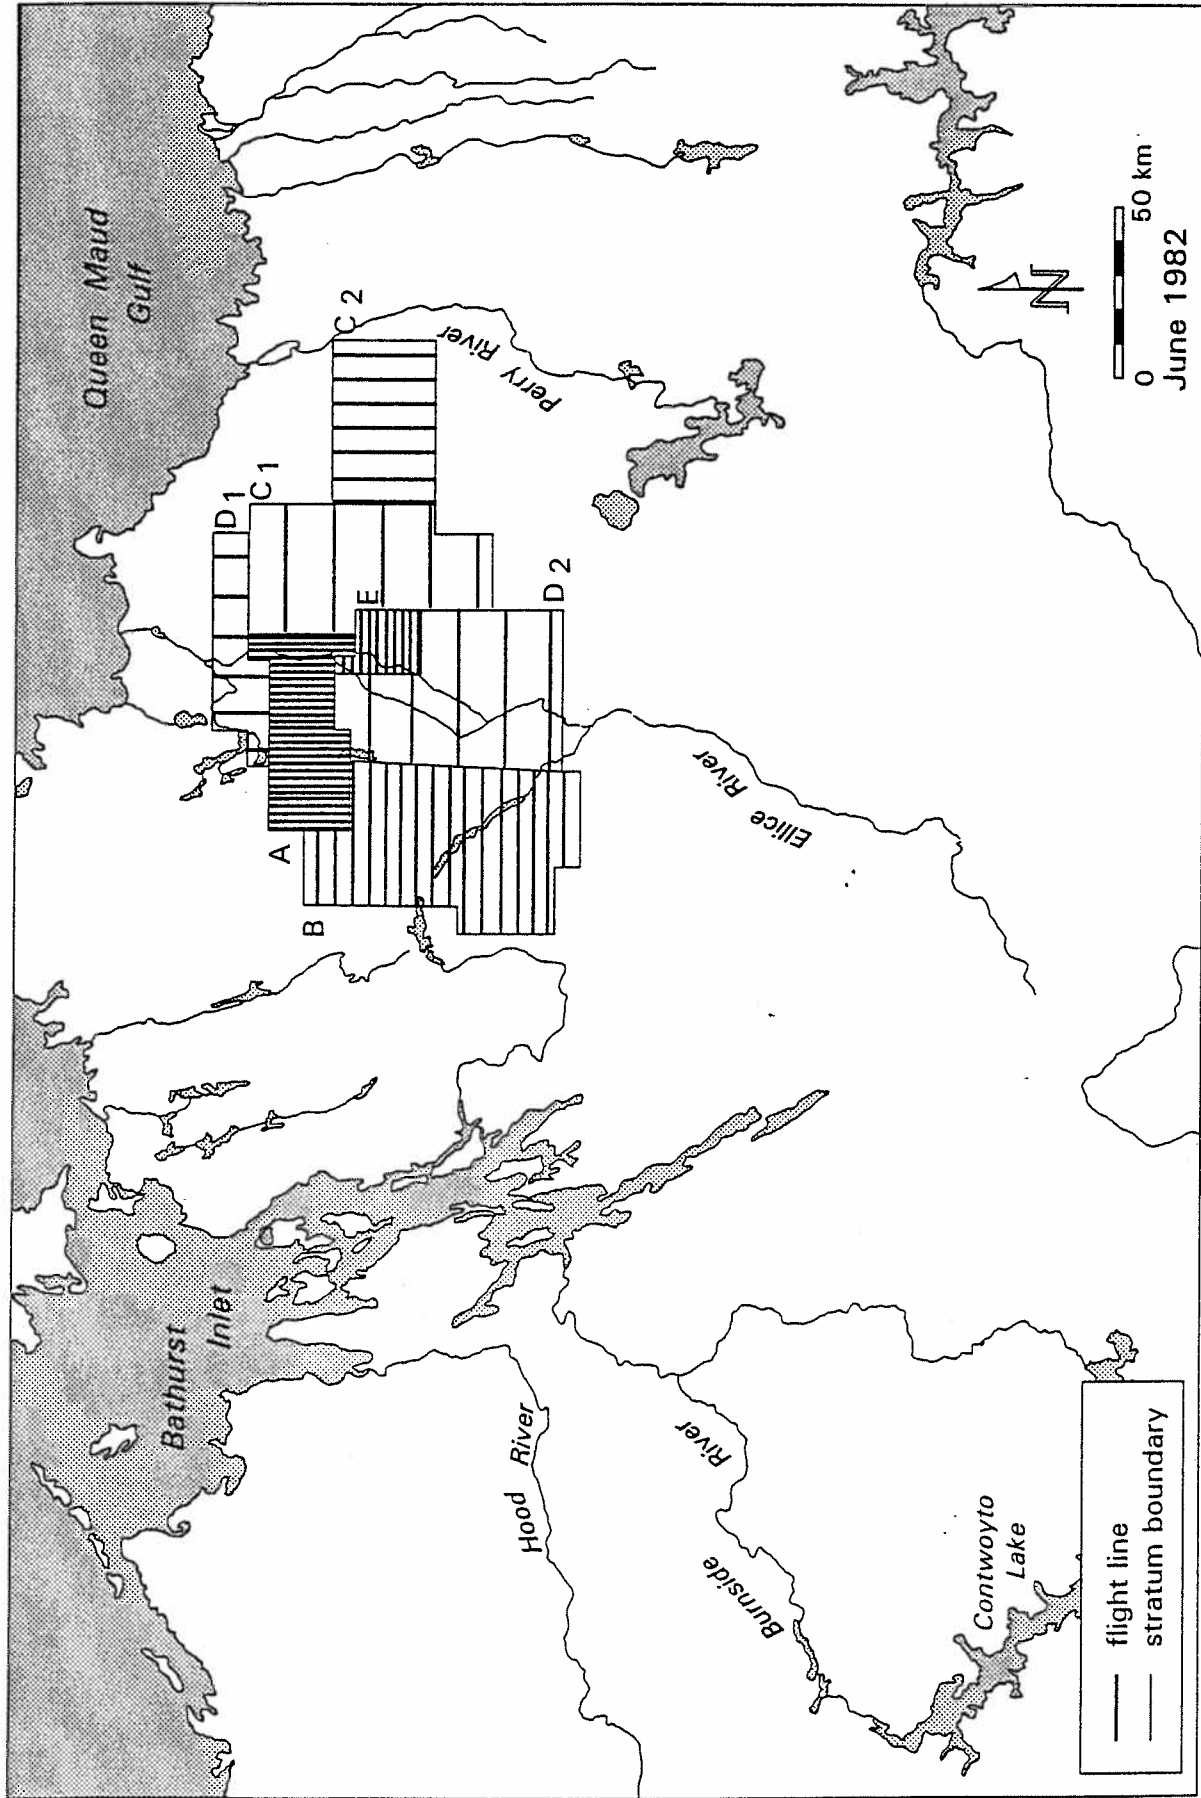 Queen Maud
Gulf
Bathurst
Inlet
D 1
C 1
C 2
A
B
E
D 2
Perry River
Ellice River
Hood River
Burnside River
Contwoyto
Lake
N
0 50 km
June 1982
flight line
stratum boundary